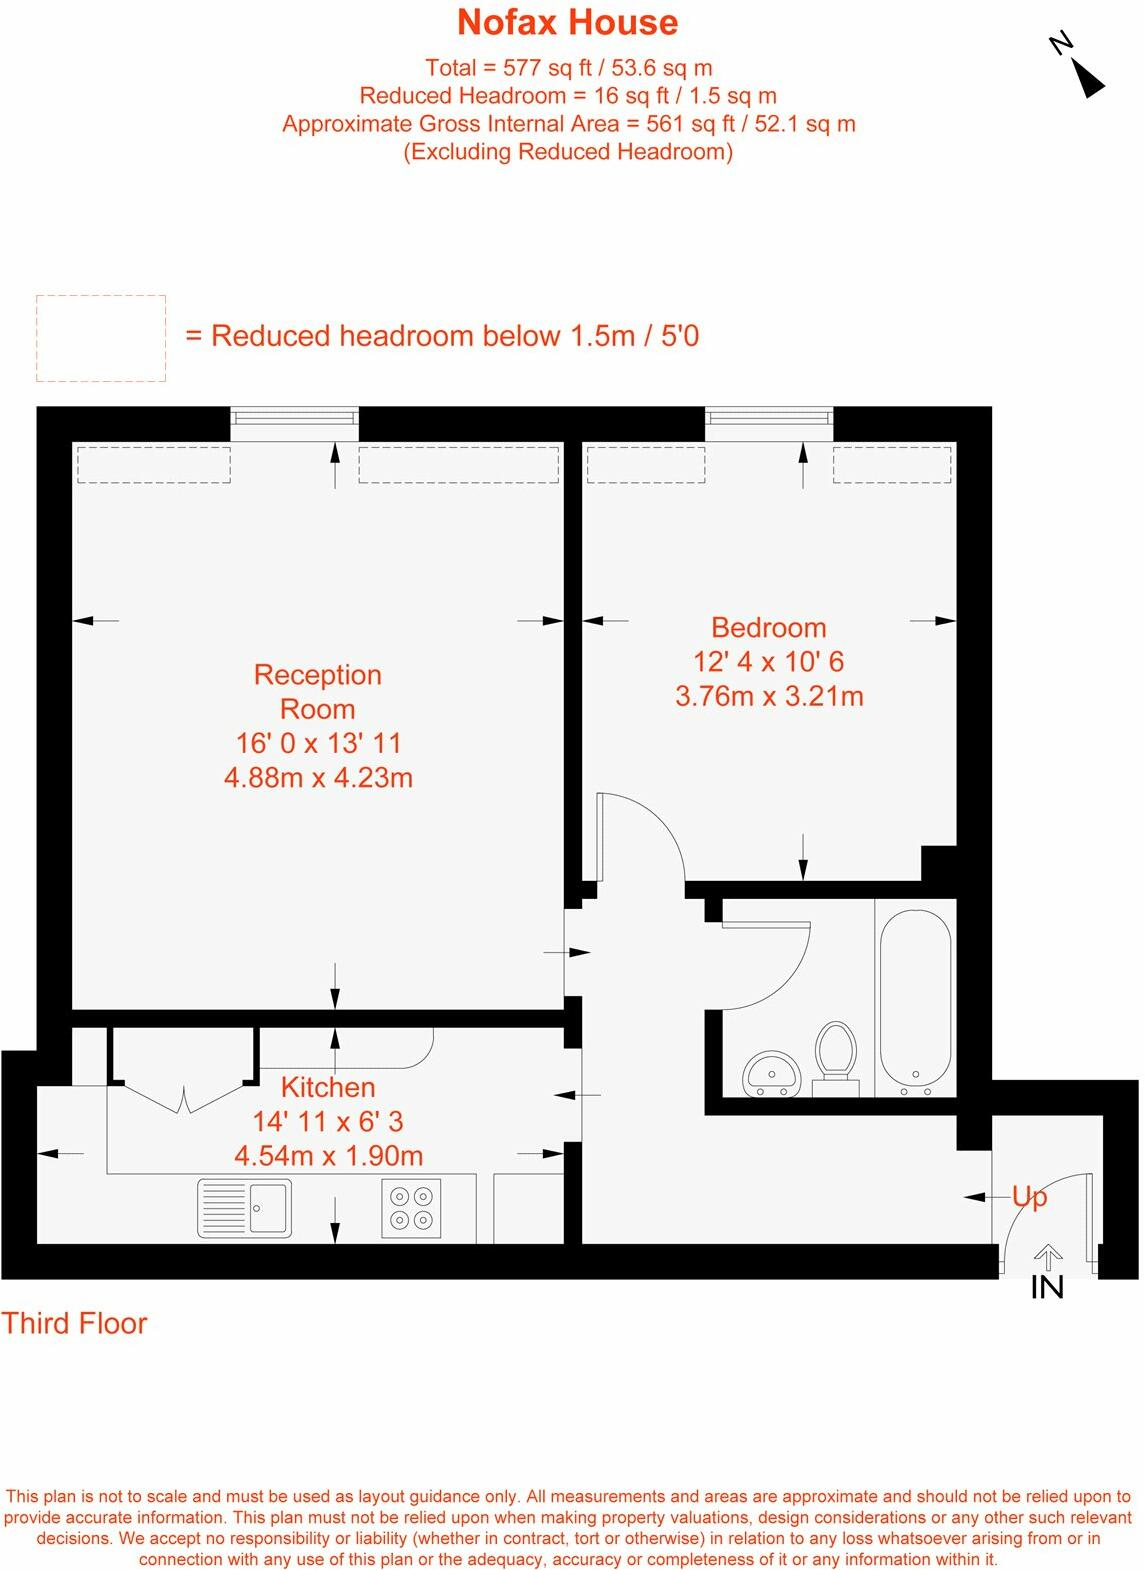 Nofax House
N
Total = 577 sq ft / 53.6 sq m
Reduced Headroom = 16 sq ft / 1.5 sq m
Approximate Gross Internal Area = 561 sq ft / 52.1 sq m
(Excluding Reduced Headroom)
= Reduced headroom below 1.5m / 5'0
Bedroom
12' 4 x 10' 6
3.76m x 3.21m
Reception
Room
16' 0 x 13' 11
4.88m x 4.23m
Kitchen
14' 11 x 6' 3
4.54m x 1.90m
Up
IN
Third Floor
This plan is not to scale and must be used as layout guidance only. All measurements and areas are approximate and should not be relied upon to
provide accurate information. This plan must not be relied upon when making property valuations, design considerations or any other such relevant
decisions. We accept no responsibility or liability (whether in contract, tort or otherwise) in relation to any loss whatsoever arising from or in
connection with any use of this plan or the adequacy, accuracy or completeness of it or any information within it.